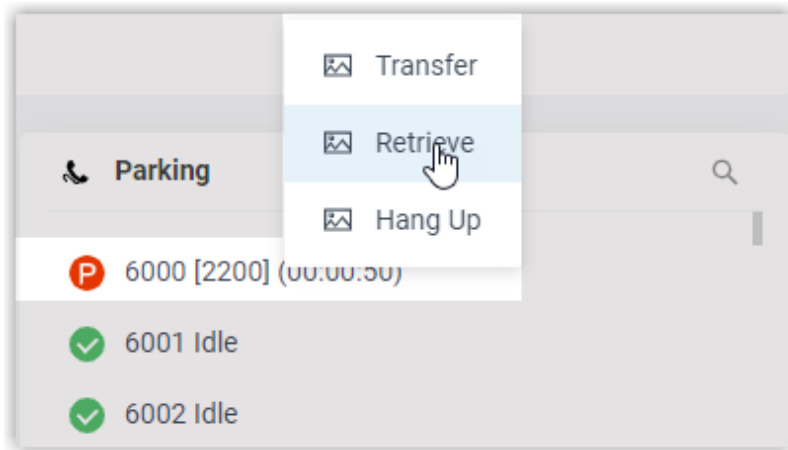 Transfer
Retrieve
Hang Up
Parking
P 6000 [2200] (00:00:50)
6001 Idle
6002 Idle